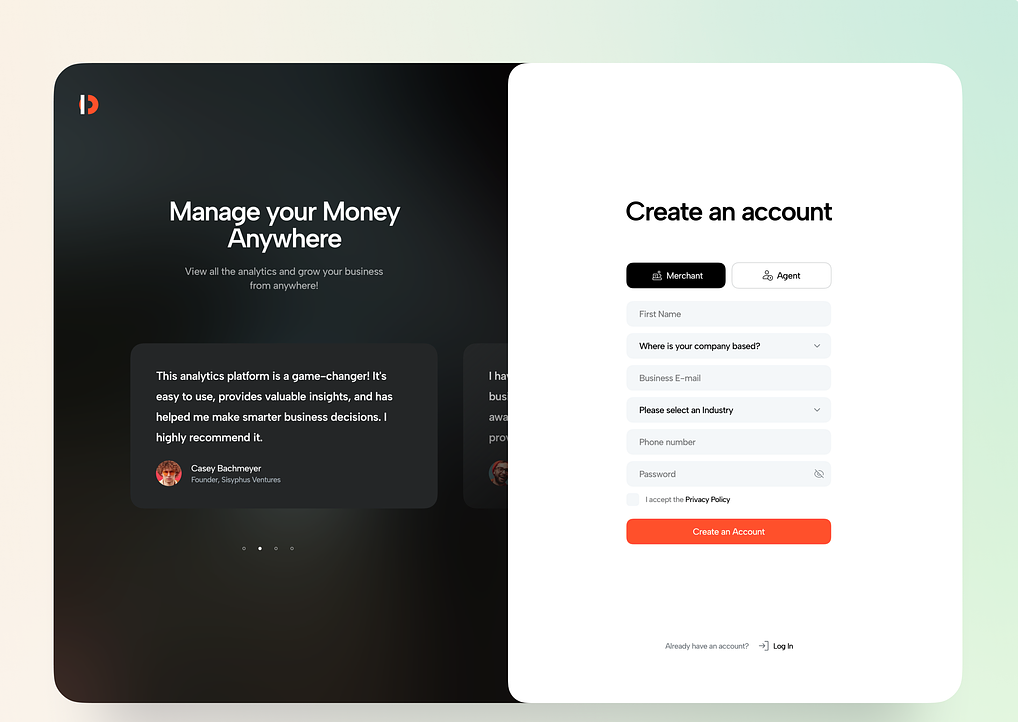 Manage your Money
Anywhere
View all the analytics and grow your business
from anywhere!
This analytics platform is a game-changer! It's
easy to use, provides valuable insights, and has
helped me make smarter business decisions. I
highly recommend it.
Casey Bachmeyer
Founder, Sisyphus Ventures
I hav
bus
awa
prov
Create an account
Merchant
Agent
First Name
Where is your company based?
Business E-mail
Please select an Industry
Phone number
Password
I accept the Privacy Policy
Create an Account
Already have an account?
Log In